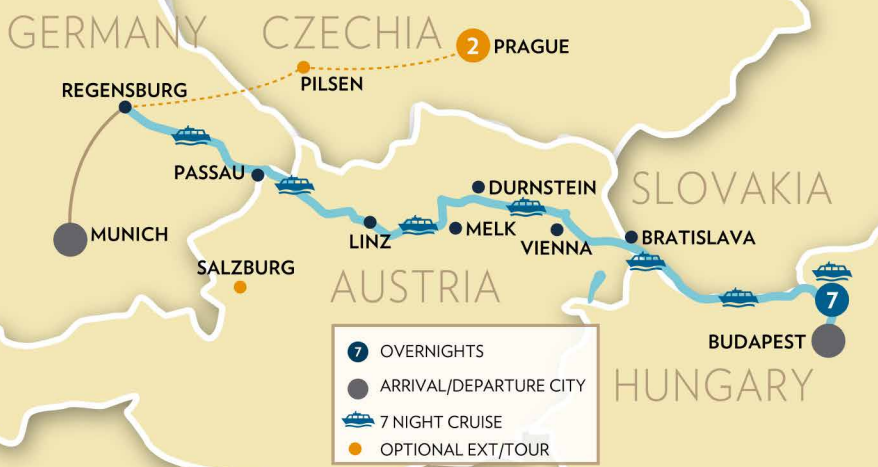 GERMANY
CZECHIA
2
PRAGUE
PILSEN
REGENSBURG
PASSAU
DURNSTEIN
SLOVAKIA
MUNICH
LINZ
MELK
VIENNA
BRATISLAVA
SALZBURG
AUSTRIA
7
BUDAPEST
HUNGARY
7 OVERNIGHTS
ARRIVAL/DEPARTURE CITY
7 NIGHT CRUISE
OPTIONAL EXT/TOUR